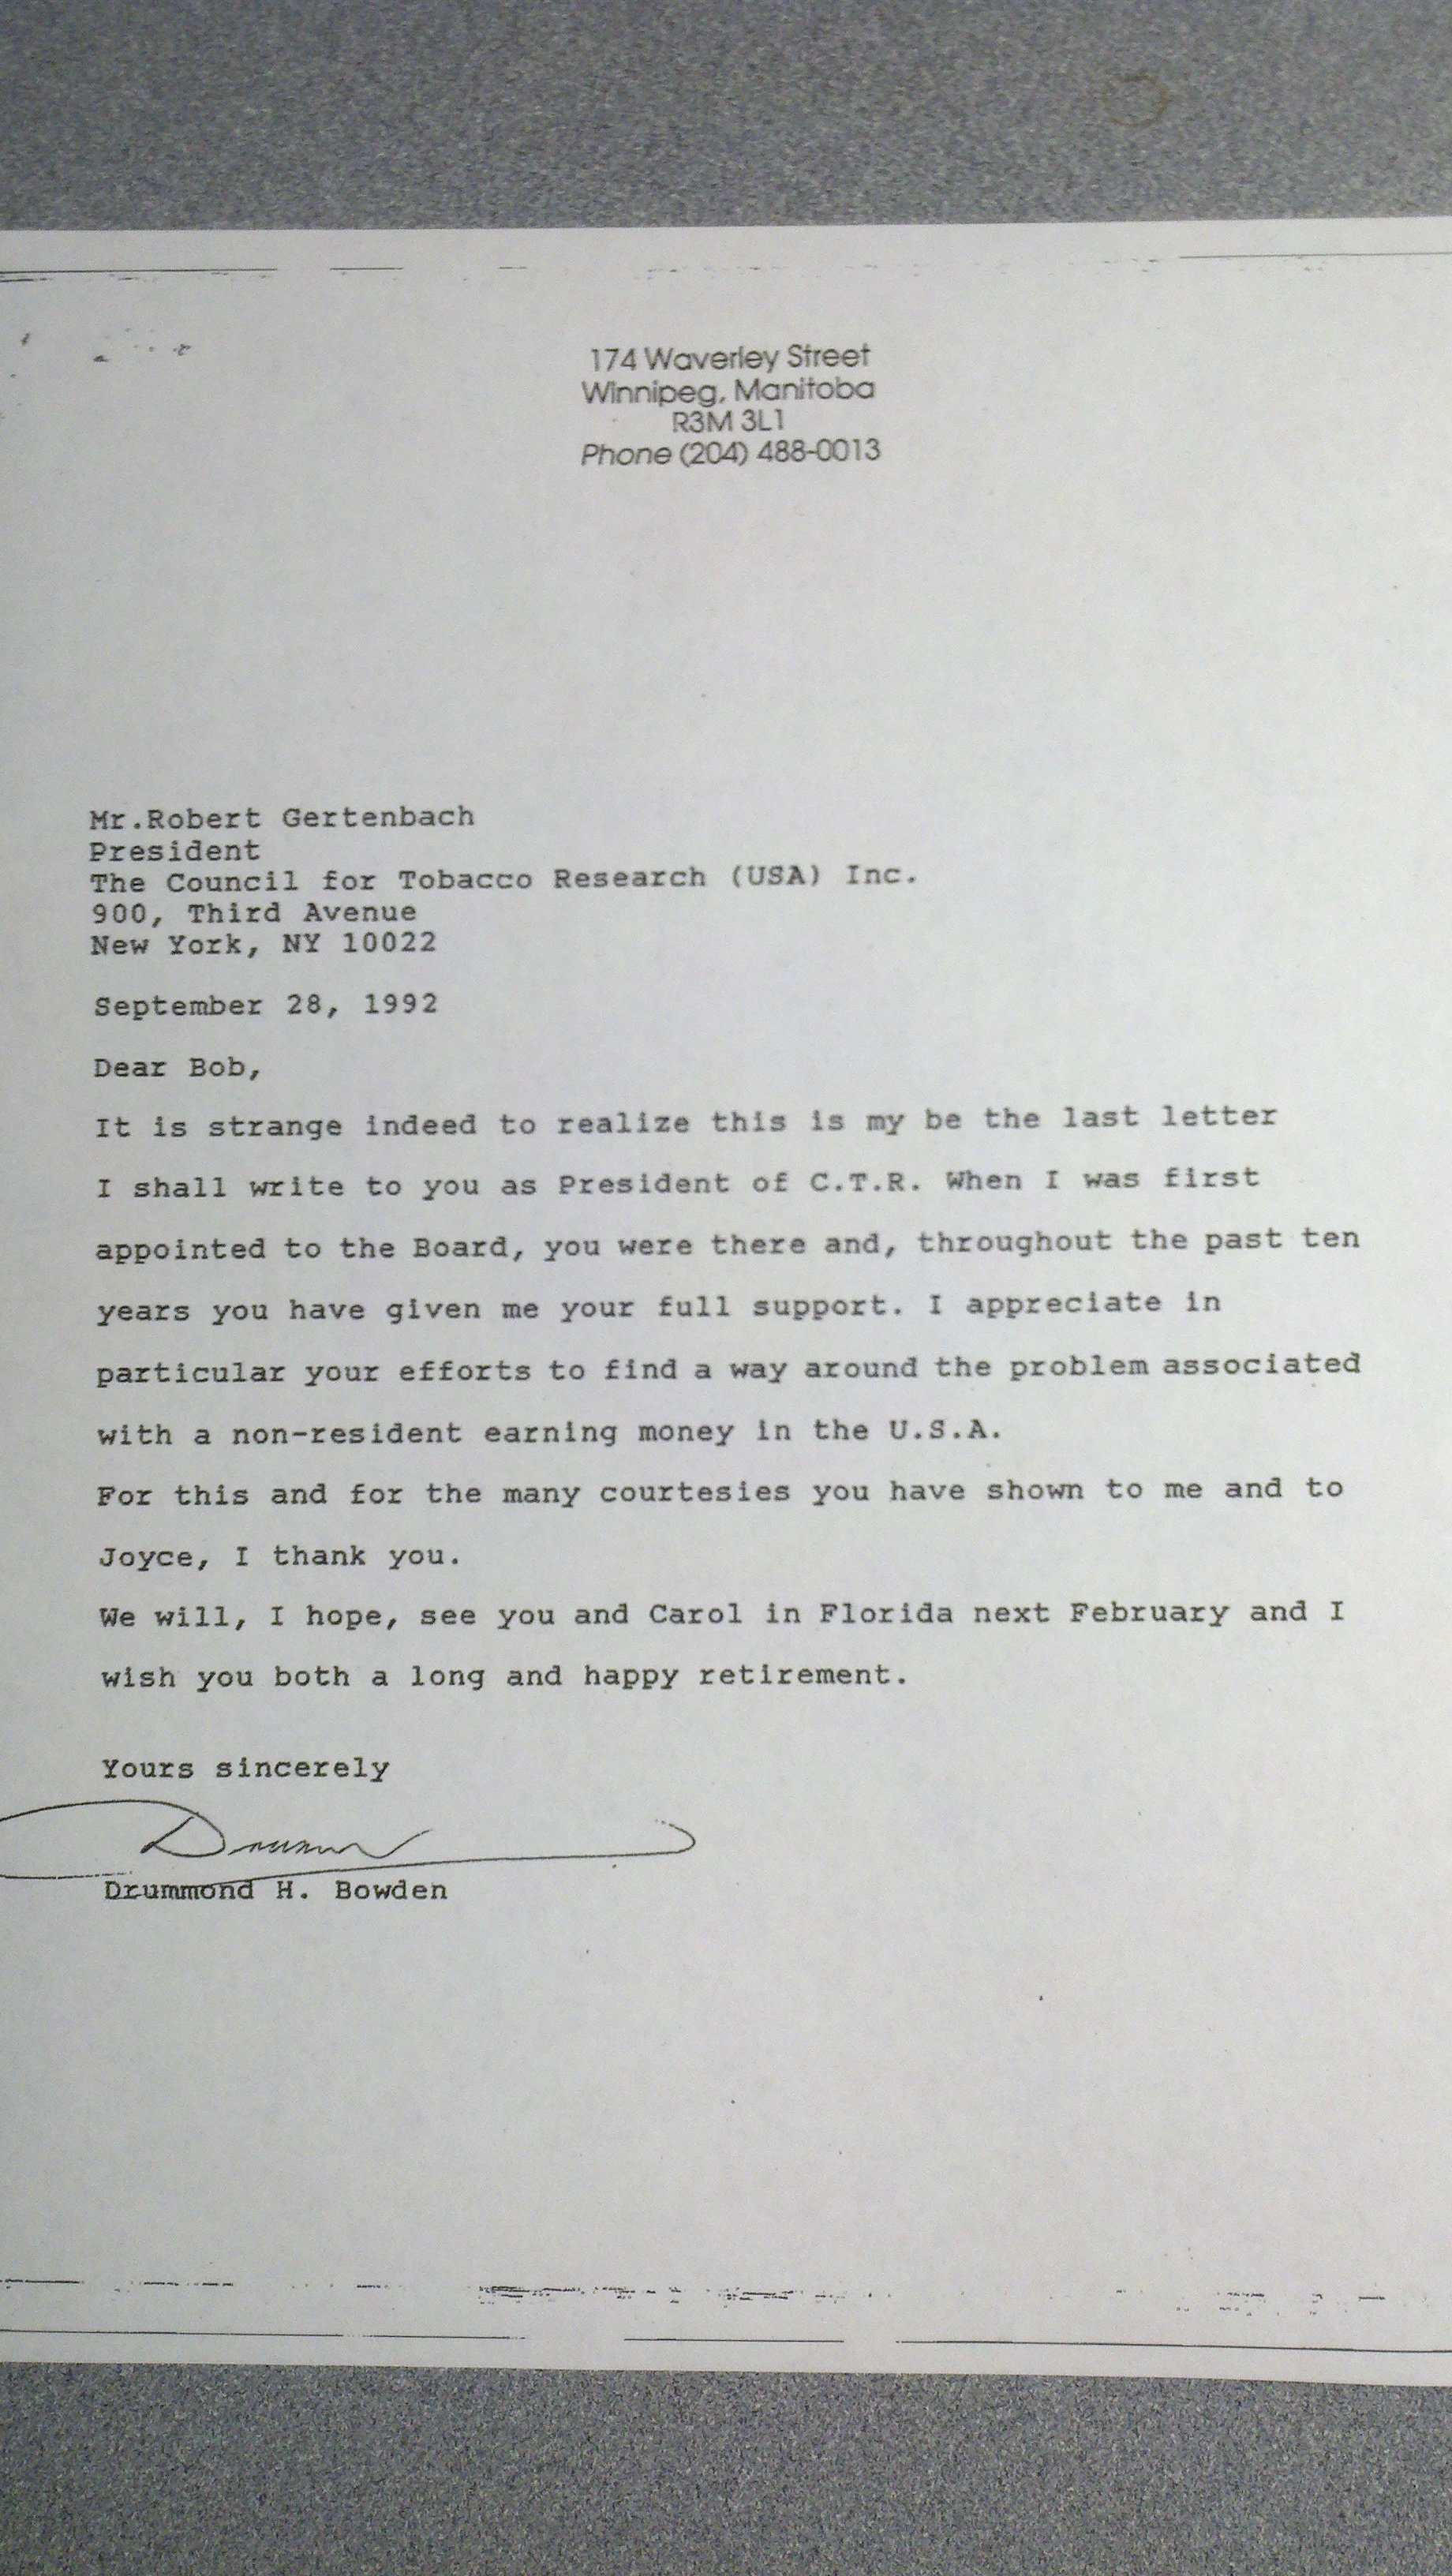 174 Waverley Street
Winnipeg, Manitoba
R3M 3L1
Phone (204) 488-0013
Mr.Robert Gertenbach
President
The Council for Tobacco Research (USA) Inc.
900, Third Avenue
New York, NY 10022
September 28, 1992
Dear Bob,
It is strange indeed to realize this is my be the last letter
I shall write to you as President of C.T.R. When I was first
appointed to the Board, you were there and, throughout the past ten
years you have given me your full support. I appreciate in
particular your efforts to find a way around the problem associated
with a non-resident earning money in the U.S.A.
For this and for the many courtesies you have shown to me and to
Joyce, I thank you.
We will, I hope, see you and Carol in Florida next February and I
wish you both a long and happy retirement.
Yours sincerely
Drummond H. Bowden